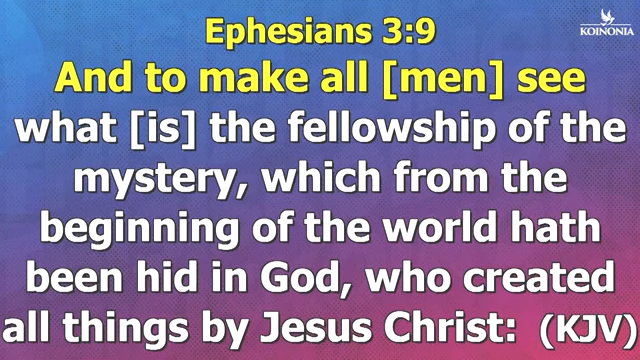 KOINONIA
Ephesians 3:9
And to make all [men] see
what [is] the fellowship of the
mystery, which from the
beginning of the world hath
been hid in God, who created
all things by Jesus Christ: (KJV)